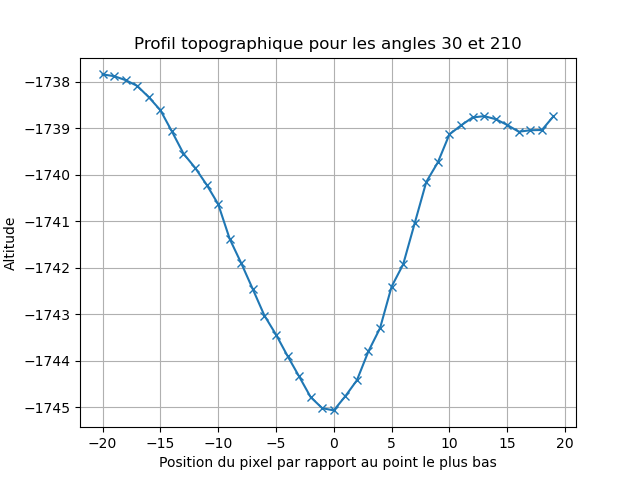 Profil topographique pour les angles 30 et 210
Altitude
−1738
−1739
−1740
−1741
−1742
−1743
−1744
−1745
−20 −15 −10 −5 0 5 10 15 20
Position du pixel par rapport au point le plus bas